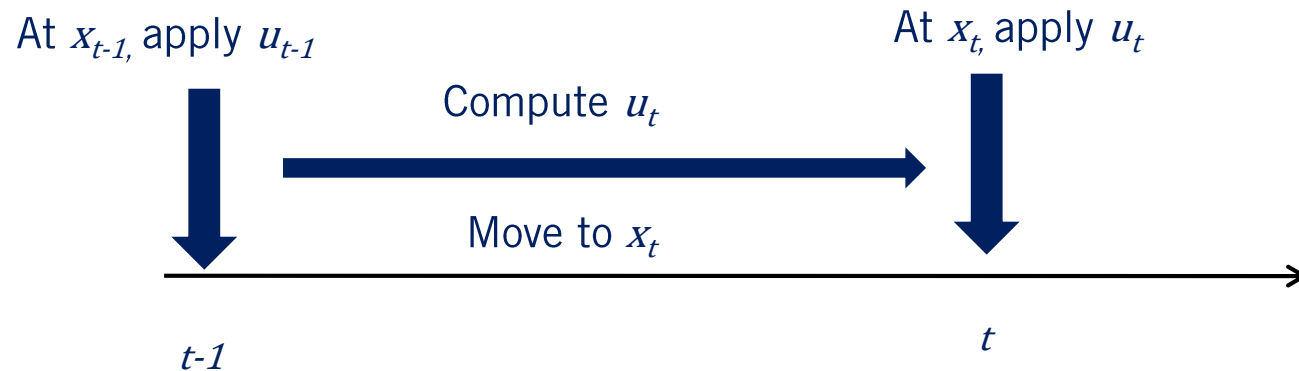 At x_{t-1}, apply u_{t-1}
At x_t, apply u_t
Compute u_t
Move to x_t
t-1
t